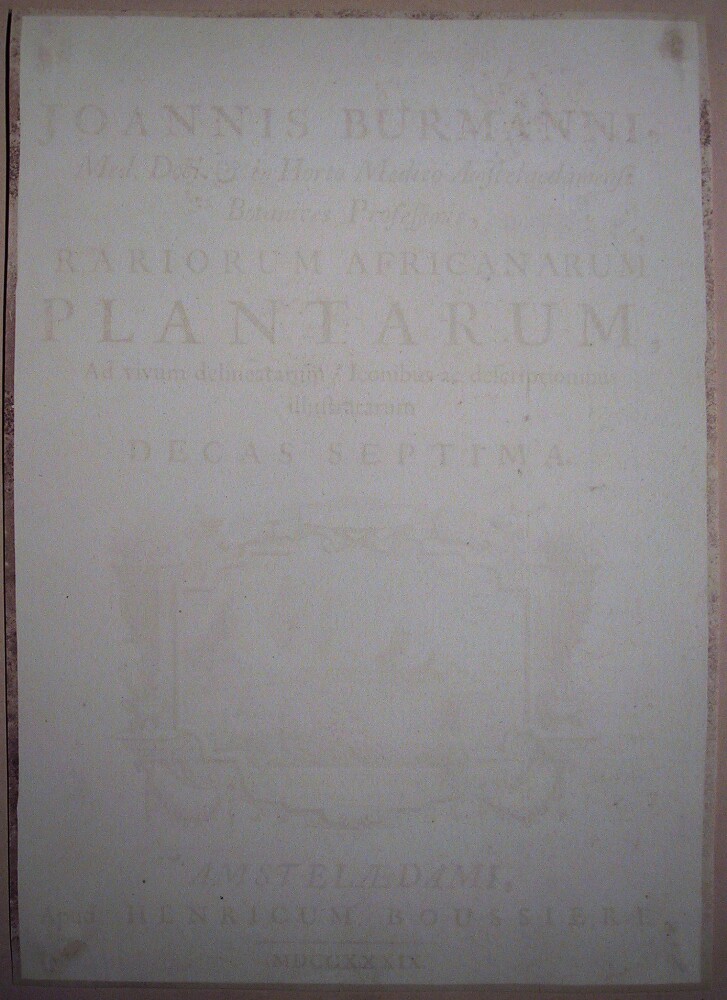 JOANNIS BURMANNI,
Med. Doct. & in Horto Medico Amstelaedamensi
Botanices Professoris,
RARIORUM AFRICANARUM
PLANTARUM,
Ad vivum delineatarum, Iconibus ac descriptionibus
illustratarum
DECAS SEPTIMA.
AMSTELÆDAMI,
Apud HENRICUM BOUSSIERE,
MDCCXXXIX.